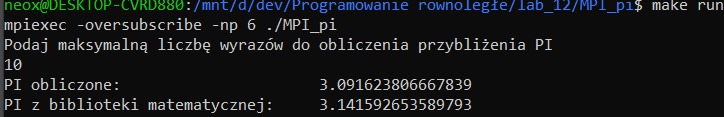 neox@DESKTOP-CVRD880:/mnt/d/dev/Programowanie rownoległe/lab_12/MPI_pi$ make run
mpiexec -oversubscribe -np 6 ./MPI_pi
Podaj maksymalną liczbę wyrazów do obliczenia przybliżenia PI
10
PI obliczone: 3.091623806667839
PI z biblioteki matematycznej: 3.141592653589793